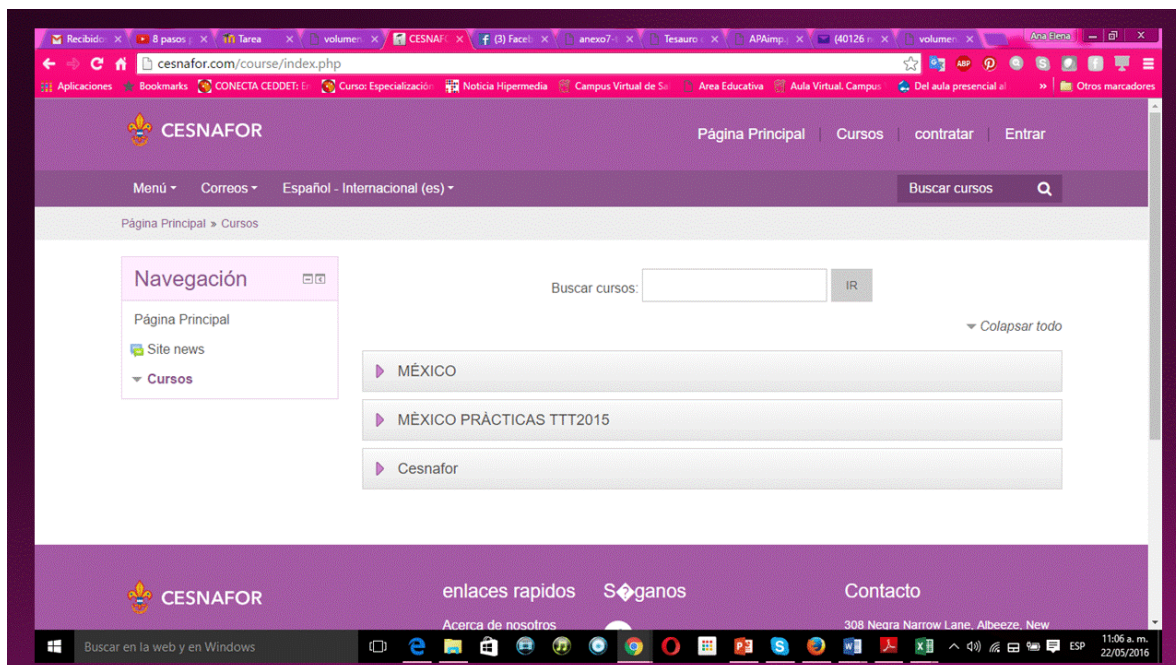 Recibido
8 pasos p
Tarea
volumen
CESNAFO
(3) Faceb
anexo7-
Tesauro
APAimp.
(40126 n
volumen
Ana Elena
cesnafor.com/course/index.php
Aplicaciones
Bookmarks
CONECTA CEDDET: En
Curso: Especialización
Noticia Hipermedia
Campus Virtual de Sal
Area Educativa
Aula Virtual. Campus
Del aula presencial al
»
Otros marcadores
CESNAFOR
Página Principal
Cursos
contratar
Entrar
Menú
Correos
Español - Internacional (es)
Buscar cursos
Página Principal » Cursos
Navegación
Página Principal
Site news
Cursos
Buscar cursos:
IR
Colapsar todo
MÉXICO
MÈXICO PRÀCTICAS TTT2015
Cesnafor
CESNAFOR
enlaces rapidos
S�ganos
Contacto
Acerca de nosotros
308 Negra Narrow Lane, Albeeze, New
Buscar en la web y en Windows
ESP
11:06 a. m.
22/05/2016